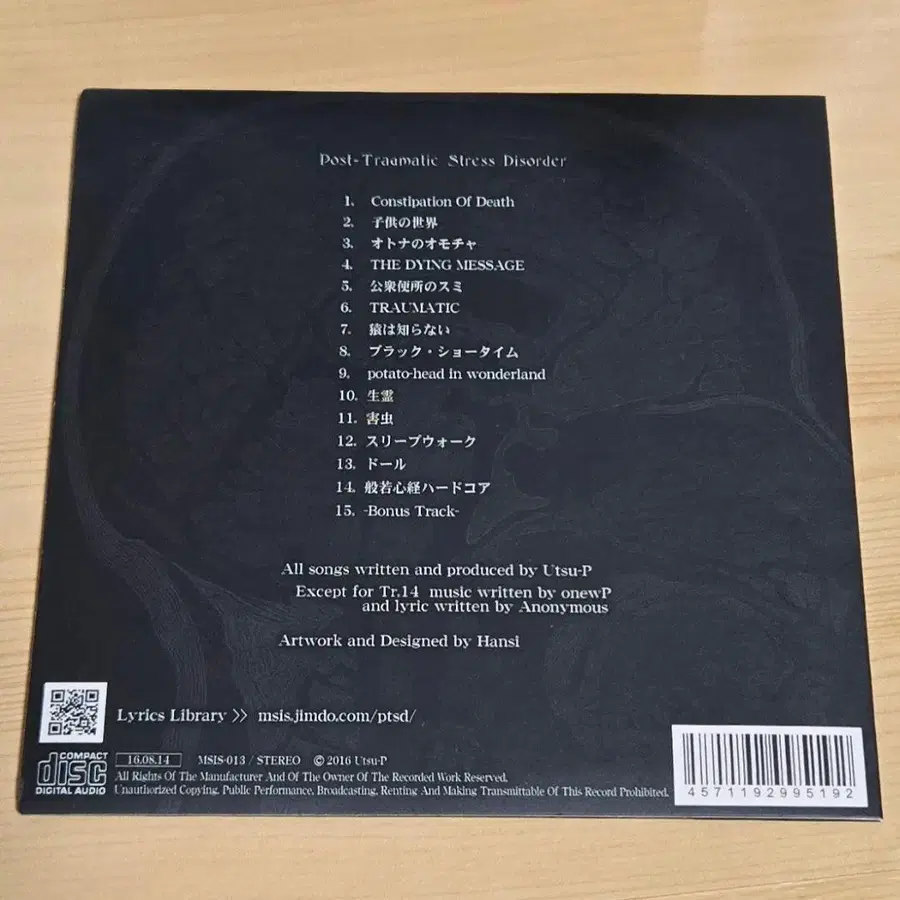 Post-Traumatic Stress Disorder
1. Constipation Of Death
2. 子供の世界
3. オトナのオモチャ
4. THE DYING MESSAGE
5. 公衆便所のスミ
6. TRAUMATIC
7. 猿は知らない
8. ブラック・ショータイム
9. potato-head in wonderland
10. 生霊
11. 害虫
12. スリープウォーク
13. ドール
14. 般若心経ハードコア
15. -Bonus Track-
All songs written and produced by Utsu-P
Except for Tr.14 music written by onewP
and lyric written by Anonymous
Artwork and Designed by Hansi
Lyrics Library >> msis.jimdo.com/ptsd/
COMPACT
disc
DIGITAL AUDIO
16.08.14 MSIS-013 / STEREO ©2016 Utsu-P
All Rights Of The Manufacturer And Of The Owner Of The Recorded Work Reserved.
Unauthorized Copying, Public Performance, Broadcasting, Renting And Making Transmittable Of This Record Prohibited.
4571192995192